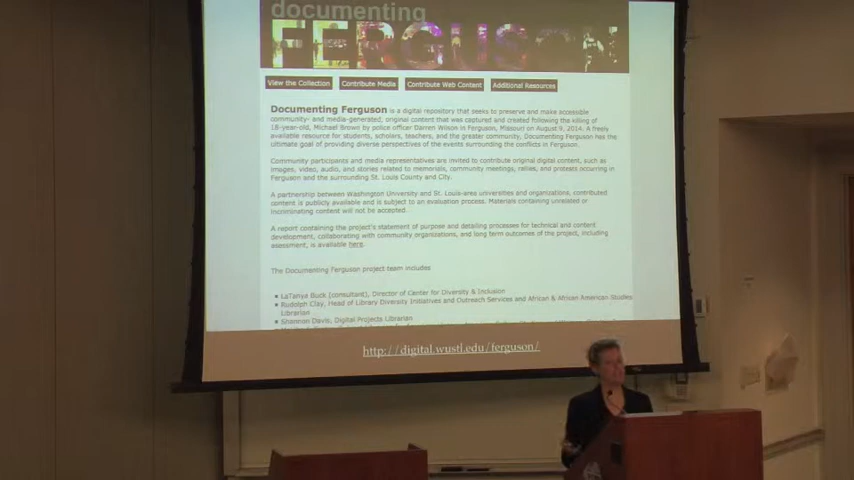 documenting
FERGUSON
View the Collection Contribute Media Contribute Web Content Additional Resources
Documenting Ferguson is a digital repository that seeks to preserve and make accessible
community- and media-generated, original content that was captured and created following the killing of
18-year-old, Michael Brown by police officer Darren Wilson in Ferguson, Missouri on August 9, 2014. A freely
available resource for students, scholars, teachers, and the greater community, Documenting Ferguson has the
ultimate goal of providing diverse perspectives of the events surrounding the conflicts in Ferguson.
Community participants and media representatives are invited to contribute original digital content, such as
images, video, audio, and stories related to memorials, community meetings, rallies, and protests occurring in
Ferguson and the surrounding St. Louis County and City.
A partnership between Washington University and St. Louis-area universities and organizations, contributed
content is publicly available and is subject to an evaluation process. Materials containing unrelated or
incriminating content will not be accepted.
A report containing the project's statement of purpose and detailing processes for technical and content
development, collaborating with community organizations, and long term outcomes of the project, including
assessment, is available here.
The Documenting Ferguson project team includes
LaTanya Buck (consultant), Director of Center for Diversity & Inclusion
Rudolph Clay, Head of Library Diversity Initiatives and Outreach Services and African & African American Studies
Librarian
Shannon Davis, Digital Projects Librarian
http://digital.wustl.edu/ferguson/